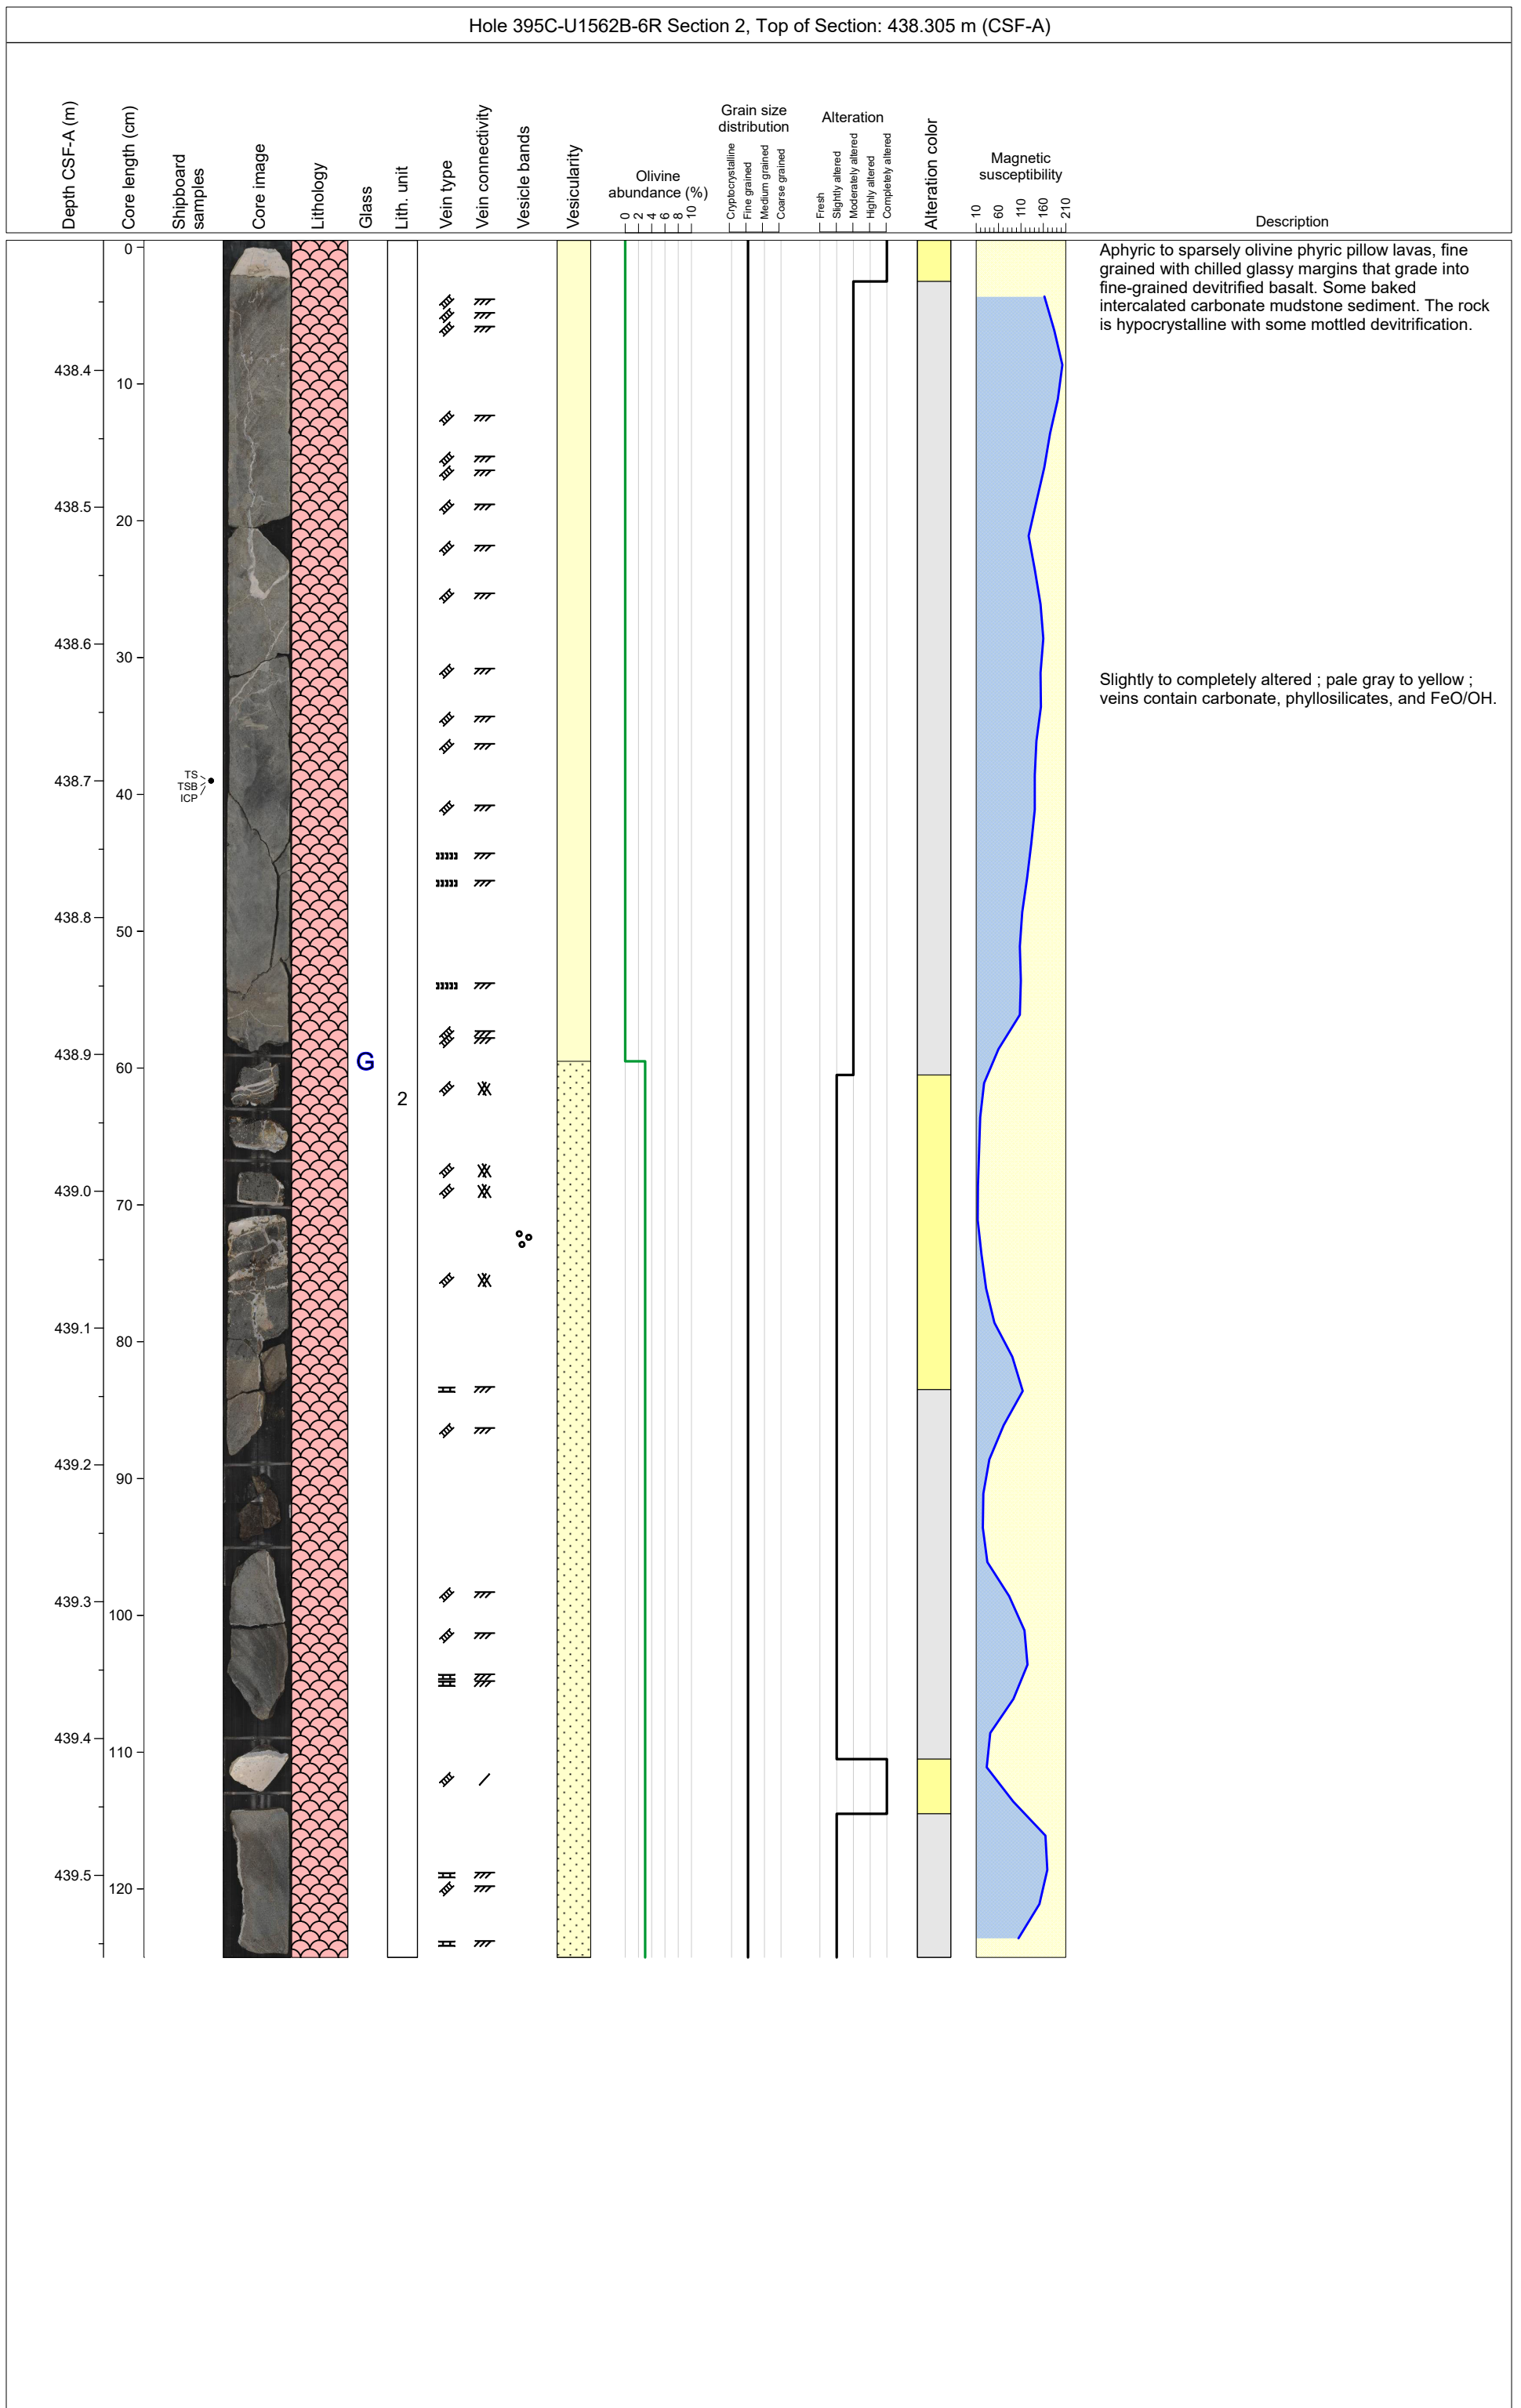 Hole 395C-U1562B-6R Section 2, Top of Section: 438.305 m (CSF-A)
Depth CSF-A (m)
Core length (cm)
Shipboard
samples
Core image
Lithology
Glass
Lith. unit
Vein type
Vein connectivity
Vesicle bands
Vesicularity
Olivine
abundance (%)
0 2 4 6 8 10
Grain size
distribution
Cryptocrystalline
Fine grained
Medium grained
Coarse grained
Alteration
Fresh
Slightly altered
Moderately altered
Highly altered
Completely altered
Alteration color
Magnetic
susceptibility
10 60 110 160 210
Description
Aphyric to sparsely olivine phyric pillow lavas, fine
grained with chilled glassy margins that grade into
fine-grained devitrified basalt. Some baked
intercalated carbonate mudstone sediment. The rock
is hypocrystalline with some mottled devitrification.
Slightly to completely altered ; pale gray to yellow ;
veins contain carbonate, phyllosilicates, and FeO/OH.
0
438.4
10
438.5
20
438.6
30
438.7
TS
TSB
ICP
40
438.8
50
438.9
G
60
2
439.0
70
439.1
80
439.2
90
439.3
100
439.4
110
439.5
120